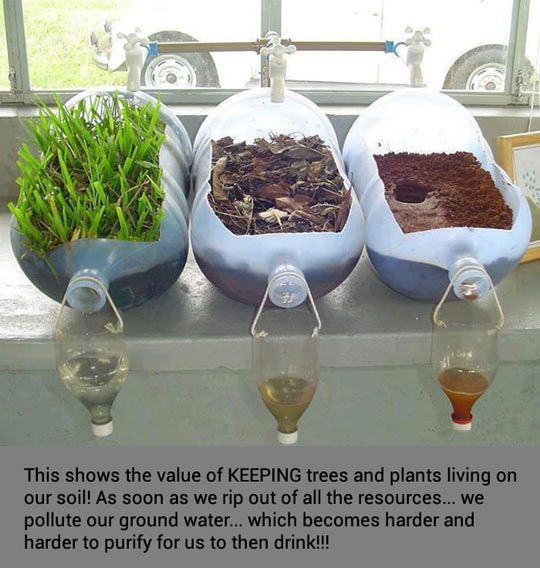 This shows the value of KEEPING trees and plants living on
our soil! As soon as we rip out of all the resources... we
pollute our ground water... which becomes harder and
harder to purify for us to then drink!!!